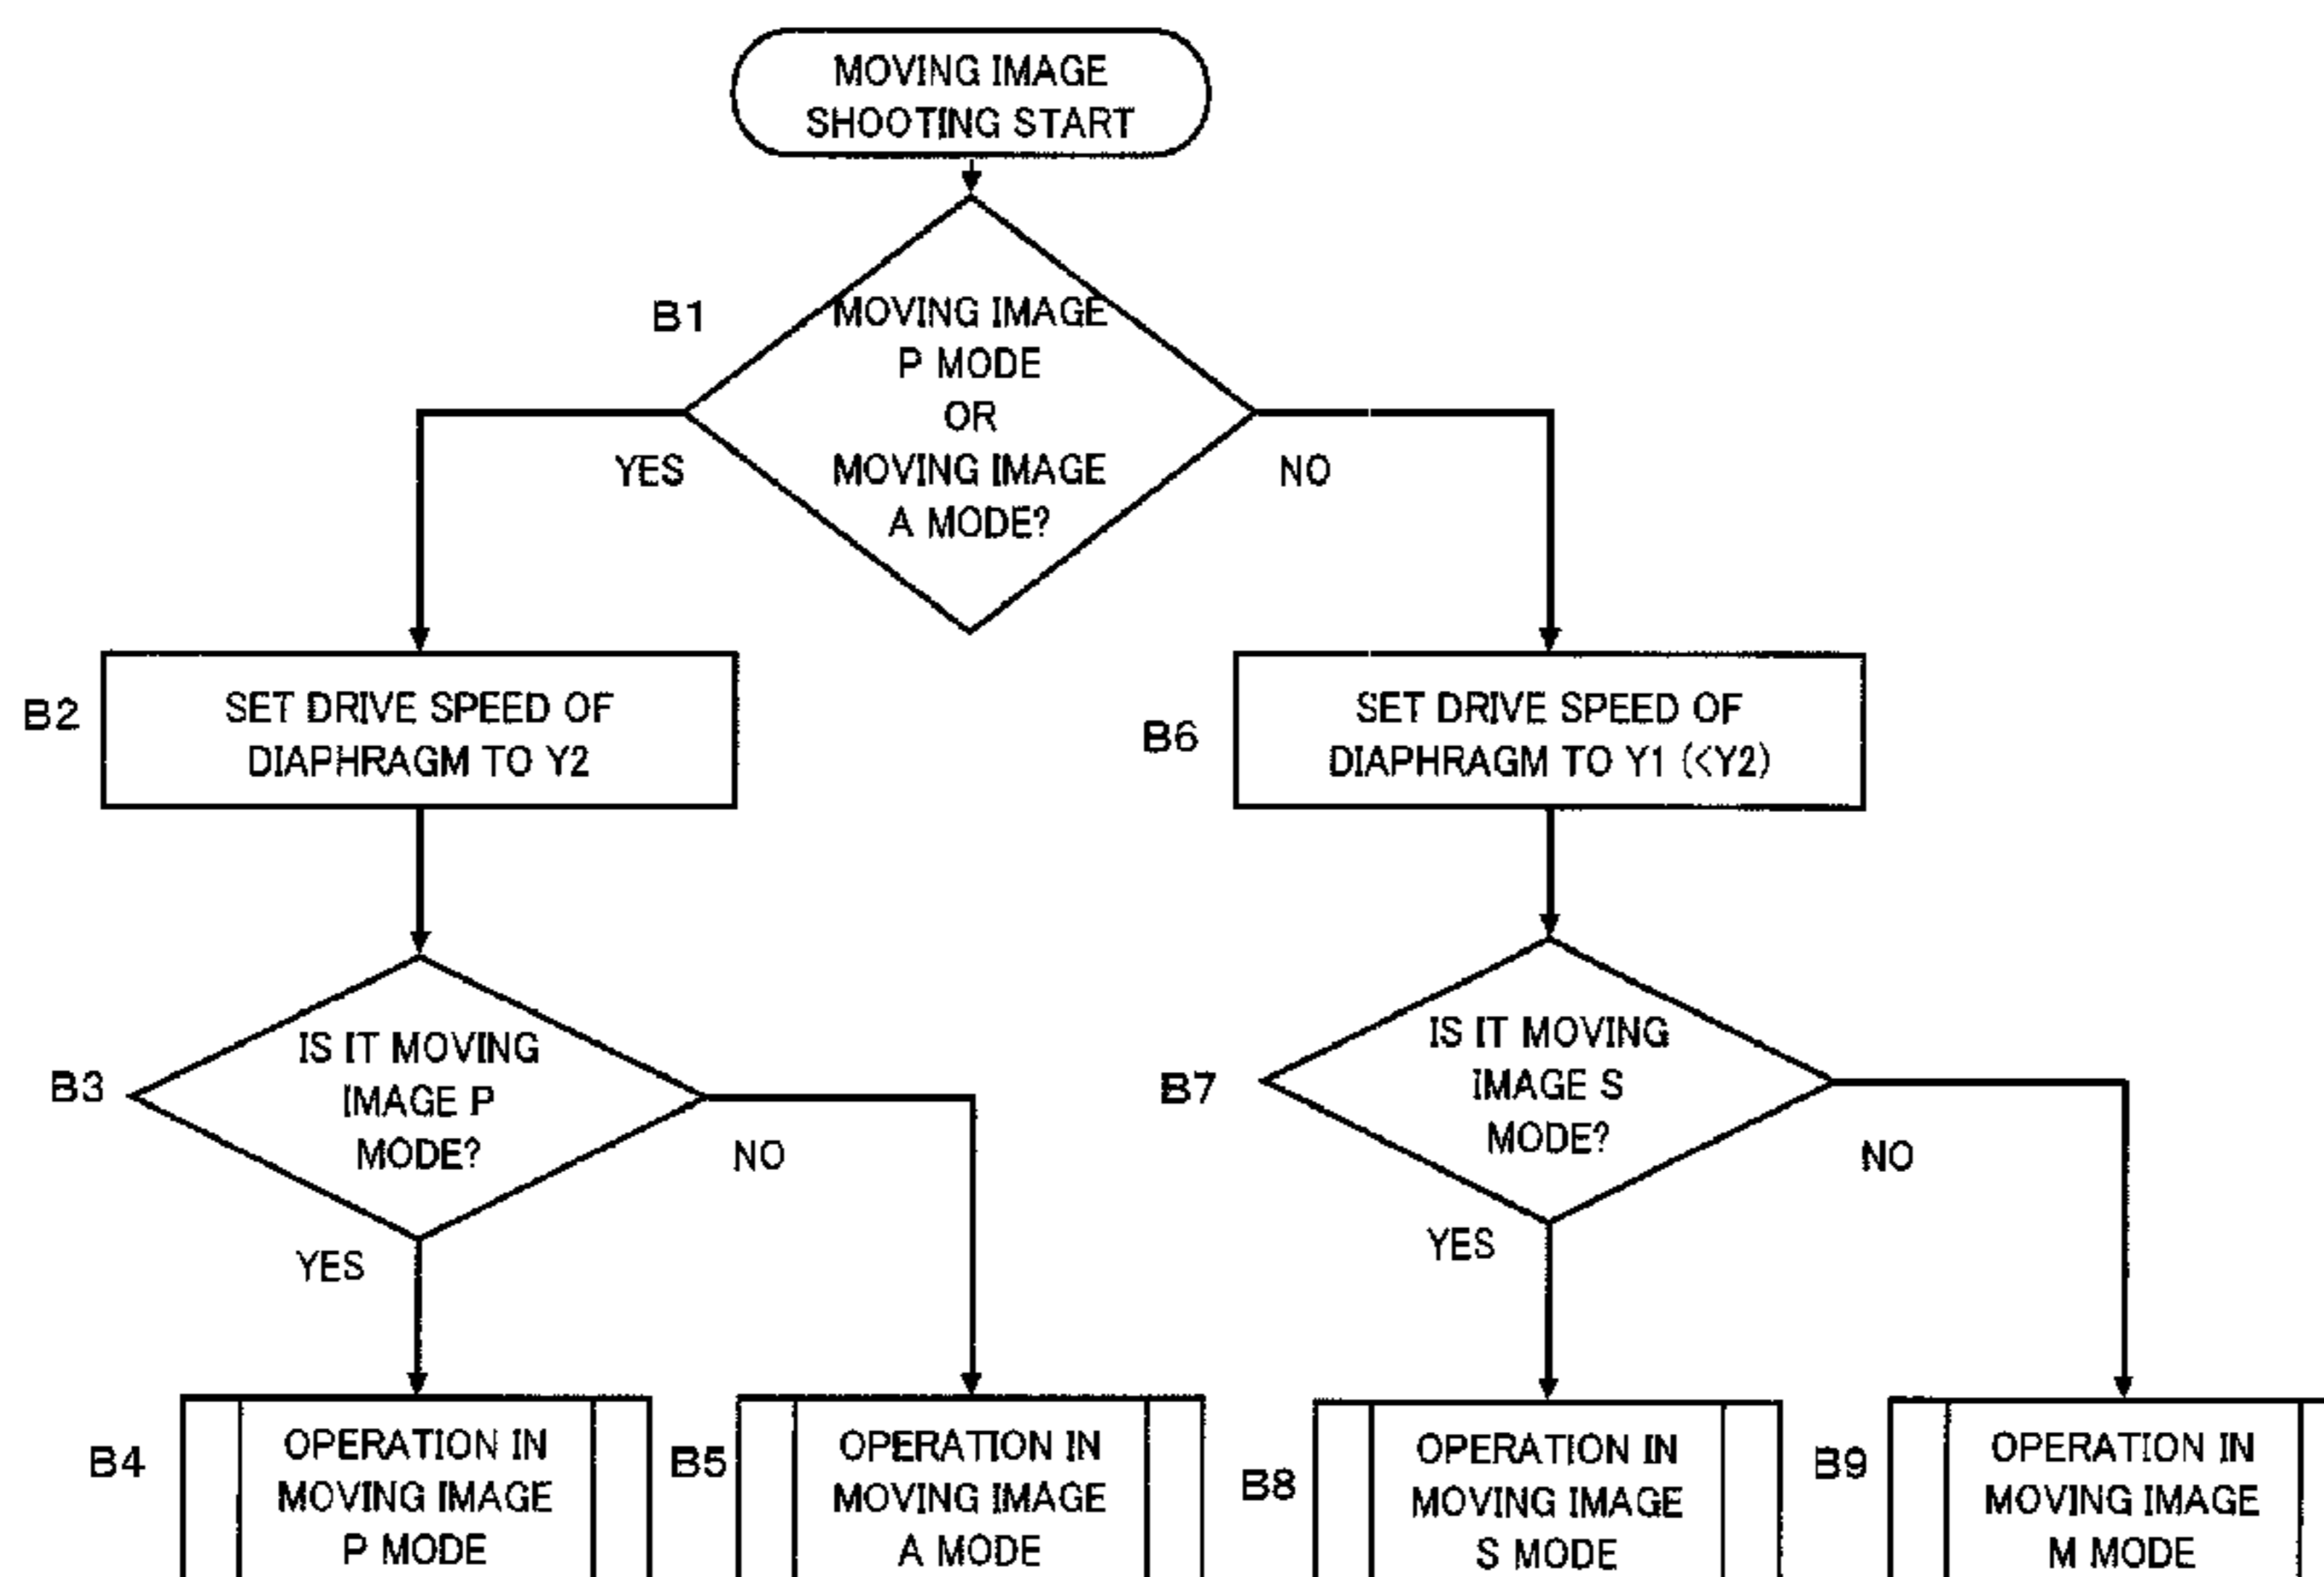 MOVING IMAGE
SHOOTING START
B1
MOVING IMAGE
P MODE
OR
MOVING IMAGE
A MODE?
YES
NO
B2
SET DRIVE SPEED OF
DIAPHRAGM TO Y2
B6
SET DRIVE SPEED OF
DIAPHRAGM TO Y1 (<Y2)
B3
IS IT MOVING
IMAGE P
MODE?
NO
YES
B7
IS IT MOVING
IMAGE S
MODE?
NO
YES
B4
OPERATION IN
MOVING IMAGE
P MODE
B5
OPERATION IN
MOVING IMAGE
A MODE
B8
OPERATION IN
MOVING IMAGE
S MODE
B9
OPERATION IN
MOVING IMAGE
M MODE